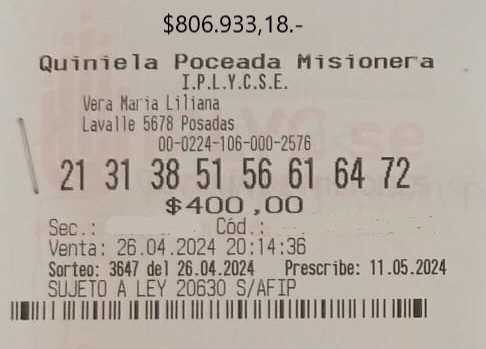 $806.933,18.-
Quiniela Poceada Misionera
I.P.L.Y.C.S.E.
Vera Maria Liliana
Lavalle 5678 Posadas
00-0224-106-000-2576
21 31 38 51 56 61 64 72
$400,00
Sec.: Cód.:
Venta: 26.04.2024 20:14:36
Sorteo: 3647 del 26.04.2024 Prescribe: 11.05.2024
SUJETO A LEY 20630 S/AFIP